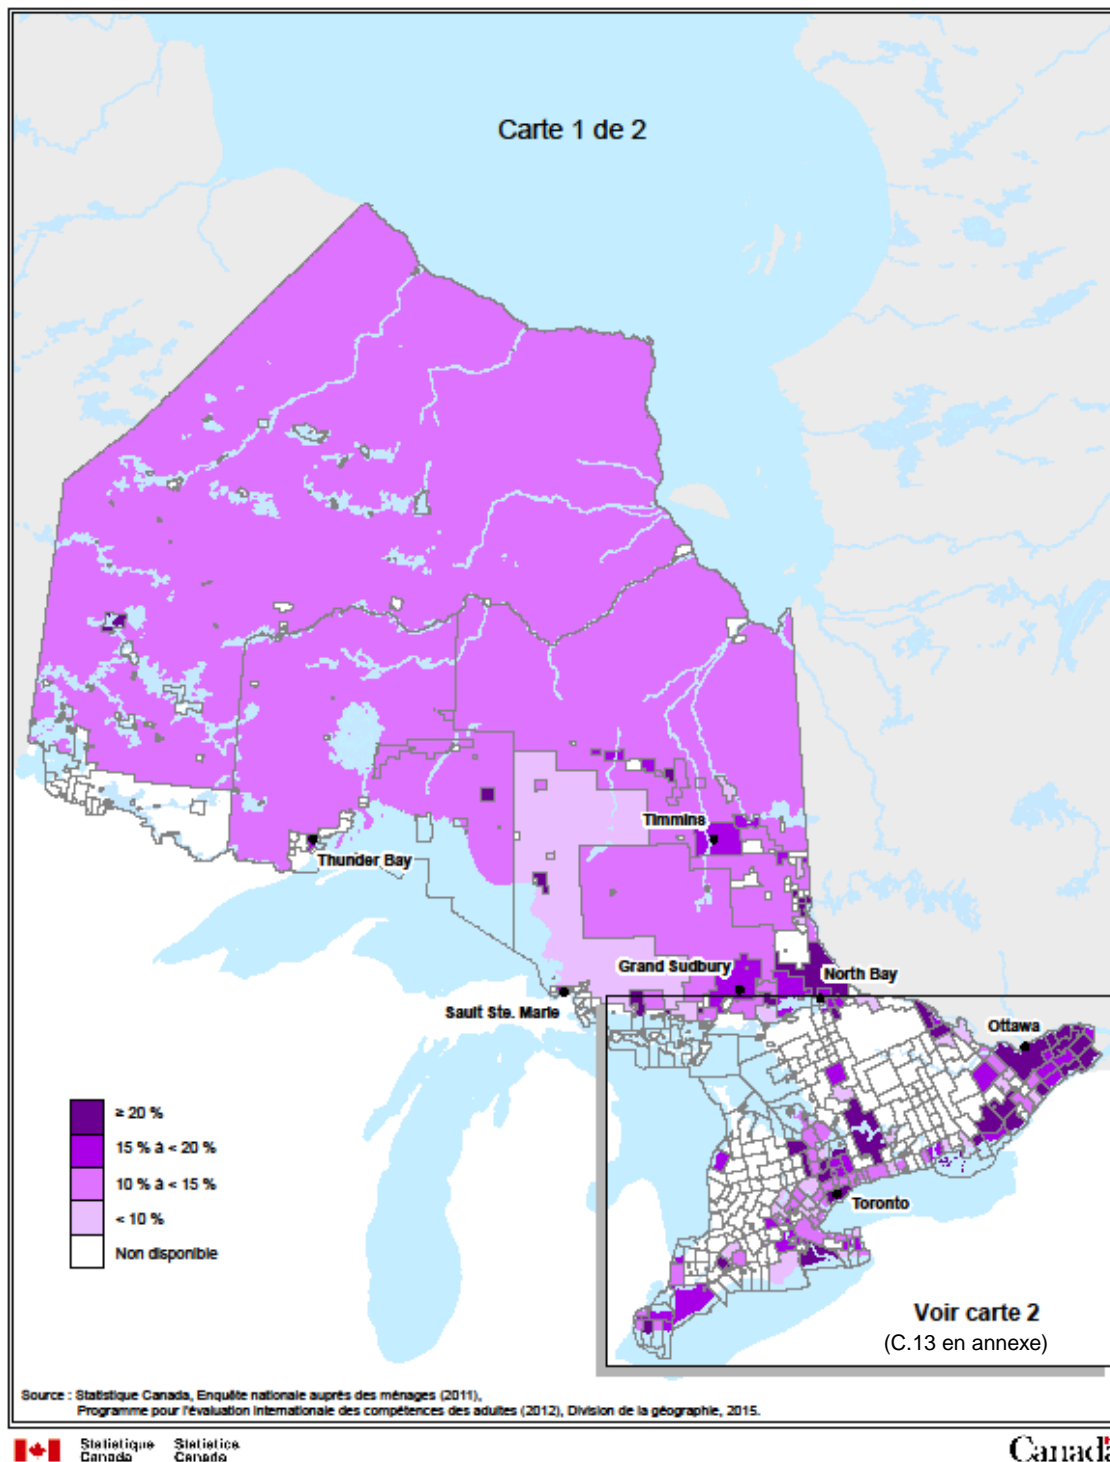 Carte 1 de 2
Timmins
Thunder Bay
Grand Sudbury
North Bay
Sault Ste. Marie
Ottawa
≥ 20 %
15 % à < 20 %
10 % à < 15 %
< 10 %
Non disponible
Toronto
Voir carte 2
(C.13 en annexe)
Source : Statistique Canada, Enquête nationale auprès des ménages (2011),
Programme pour l'évaluation internationale des compétences des adultes (2012), Division de la géographie, 2015.
Statistique Statistics
Canada Canada
Canada